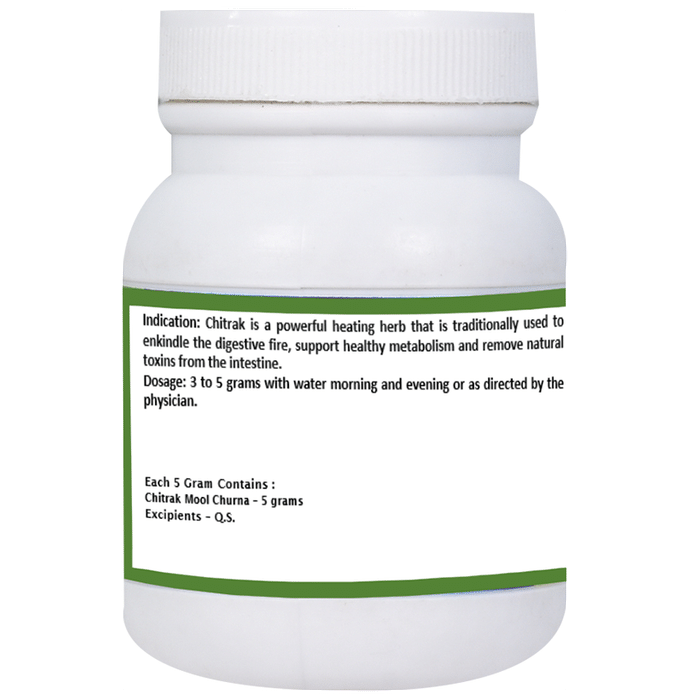 Indication: Chitrak is a powerful heating herb that is traditionally used to
enkindle the digestive fire, support healthy metabolism and remove natural
toxins from the intestine.
Dosage: 3 to 5 grams with water morning and evening or as directed by the
physician.
Each 5 Gram Contains :
Chitrak Mool Churna - 5 grams
Excipients - Q.S.